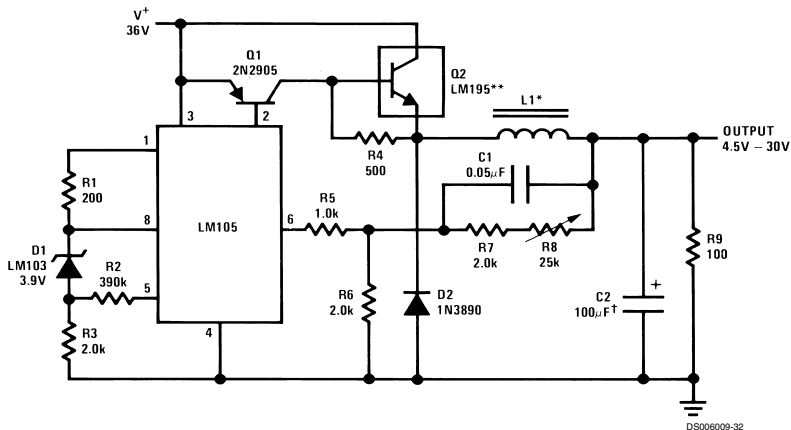 V+
36V
Q1
2N2905
Q2
LM195**
L1*
OUTPUT
4.5V – 30V
3
2
1
R4
500
C1
0.05μF
R1
200
R5
1.0k
8
LM105
6
R7
2.0k
R8
25k
R9
100
D1
LM103
3.9V
R2
390k
5
R6
2.0k
D2
1N3890
+
C2
100μF†
R3
2.0k
4
DS006009-32